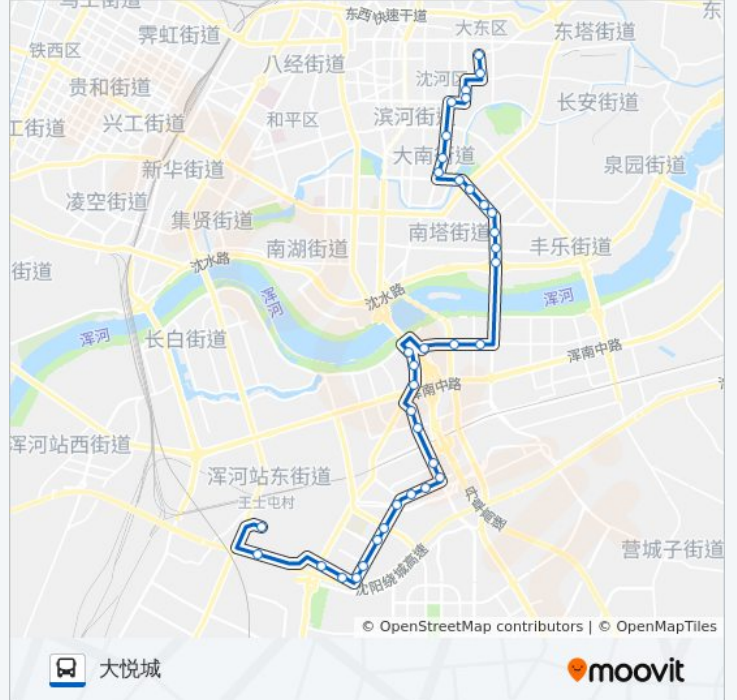 东西快速干道
大东区
霁虹街道
东塔街道
铁西区
八经街道
沈河区
贵和街道
长安街道
和平区
滨河街道
工街道
兴工街道
大南街道
新华街道
泉园街道
凌空街道
集贤街道
南塔街道
南湖街道
丰乐街道
沈水路
街道
沈水路
浑河
浑河
浑河
长白街道
浑南中路
浑南中路
浑河站西街道
浑河站东街道
王士屯村
营城子街道
沈阳绕城高速
© OpenStreetMap contributors | © OpenMapTiles
大悦城
moovit